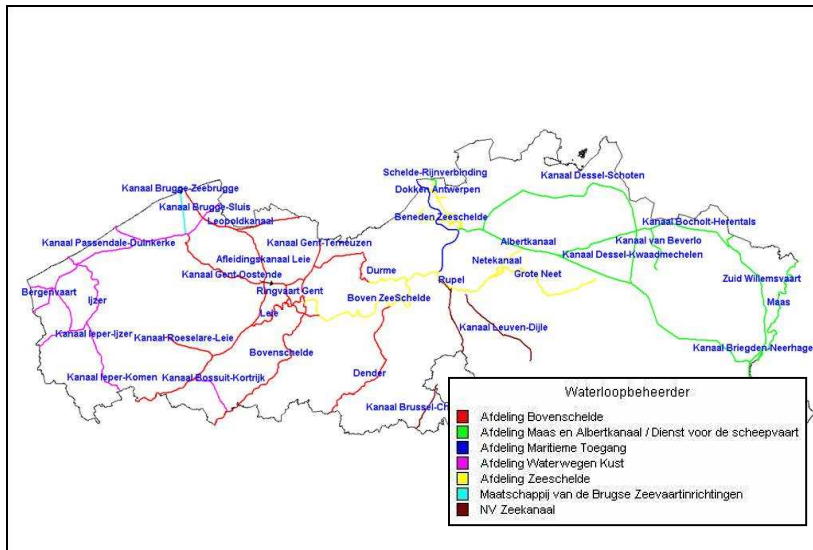 Schelde-Rijnverbinding
Kanaal Dessel-Schoten
Kanaal Brugge-Zeebrugge
Dokken Antwerpen
Kanaal Brugge-Sluis
Leopoldkanaal
Beneden Zeeschelde
Kanaal Bocholt-Herentals
Kanaal Passendale-Duinkerke
Kanaal Gent-Terneuzen
Albertkanaal
Kanaal van Beverlo
Afleidingskanaal Leie
Kanaal Dessel-Kwaadmechelen
Netekanaal
Kanaal Gent-Oostende
Durme
Rupel
Grote Neet
Zuid Willemsvaart
Bergenvaart
Ijzer
Ringvaart Gent
Boven ZeeSchelde
Maas
Leie
Kanaal Ieper-Ijzer
Kanaal Roeselare-Leie
Kanaal Leuven-Dijle
Bovenschelde
Kanaal Briegden-Neerhage
Kanaal Ieper-Komen
Kanaal Bossuit-Kortrijk
Dender
Kanaal Brussel-Ch
Waterloopbeheerder
Afdeling Bovenschelde
Afdeling Maas en Albertkanaal / Dienst voor de scheepvaart
Afdeling Maritieme Toegang
Afdeling Waterwegen Kust
Afdeling Zeeschelde
Maatschappij van de Brugse Zeevaartinrichtingen
NV Zeekanaal